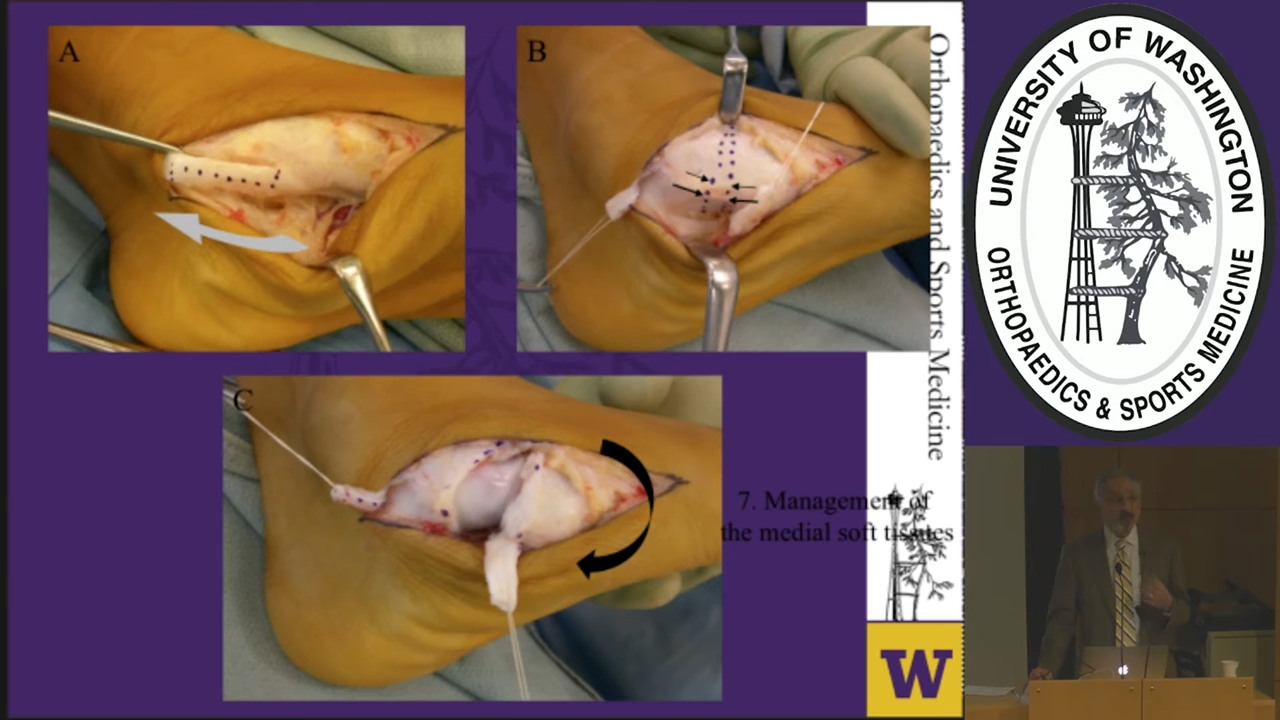 A
B
C
7. Management of
the medial soft tissues
Orthopaedics and Sports Medicine
W
UNIVERSITY OF WASHINGTON
ORTHOPAEDICS & SPORTS MEDICINE